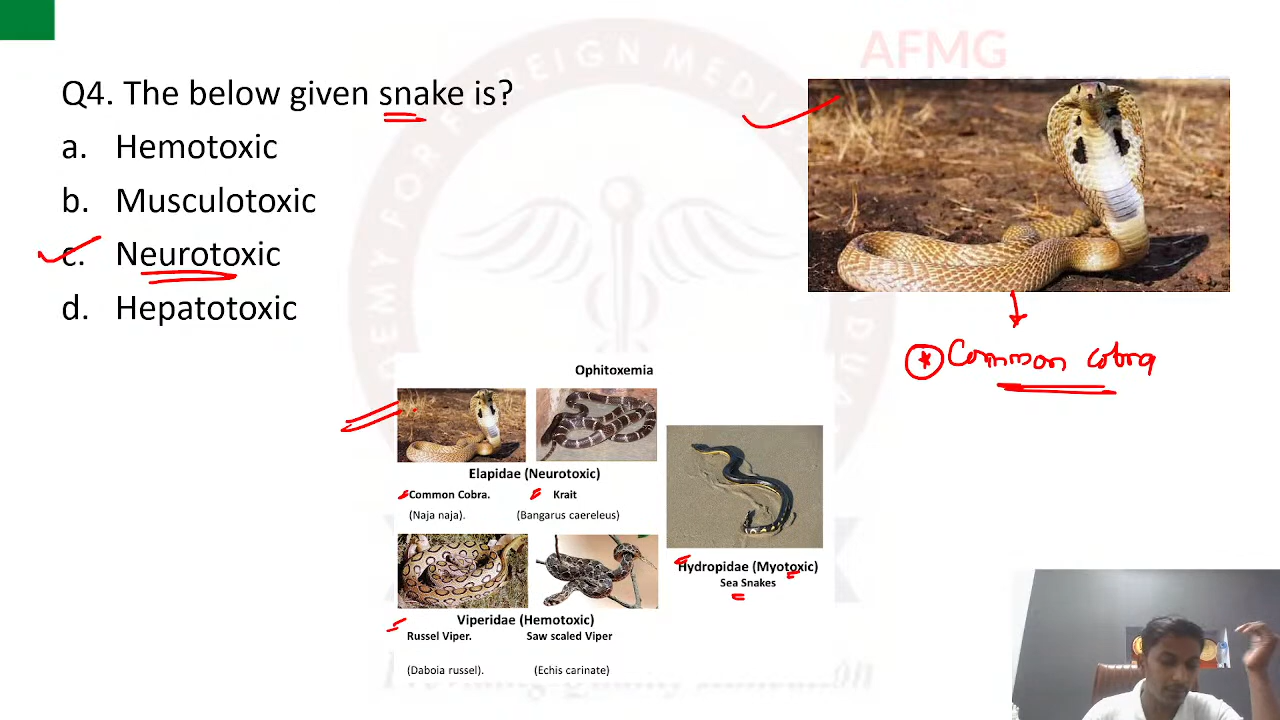 AFMG
Q4. The below given snake is?
a. Hemotoxic
b. Musculotoxic
c. Neurotoxic
d. Hepatotoxic
Common cobra
Ophitoxemia
Elapidae (Neurotoxic)
Common Cobra. Krait
(Naja naja). (Bangarus caereleus)
Hydropidae (Myotoxic)
Sea Snakes
Viperidae (Hemotoxic)
Russel Viper. Saw scaled Viper
(Daboia russel). (Echis carinate)